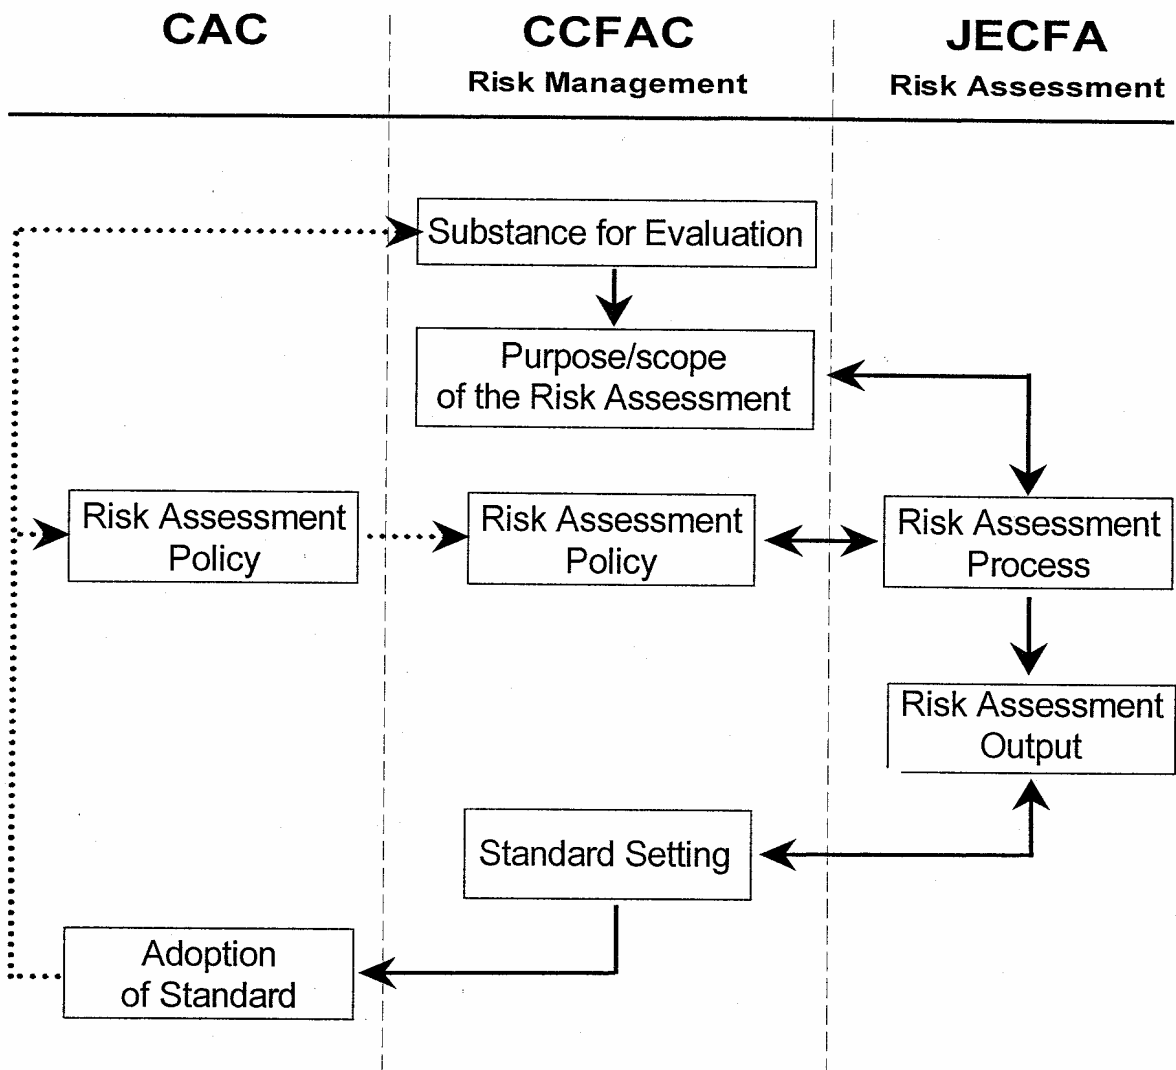 CAC
CCFAC
JECFA
Risk Management
Risk Assessment
Substance for Evaluation
Purpose/scope
of the Risk Assessment
Risk Assessment
Policy
Risk Assessment
Policy
Risk Assessment
Process
Risk Assessment
Output
Standard Setting
Adoption
of Standard